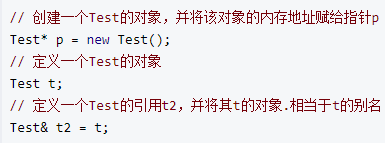 // 创建一个Test的对象，并将该对象的内存地址赋给指针p
Test* p = new Test();
// 定义一个Test的对象
Test t;
// 定义一个Test的引用t2，并将其t的对象.相当于t的别名
Test& t2 = t;